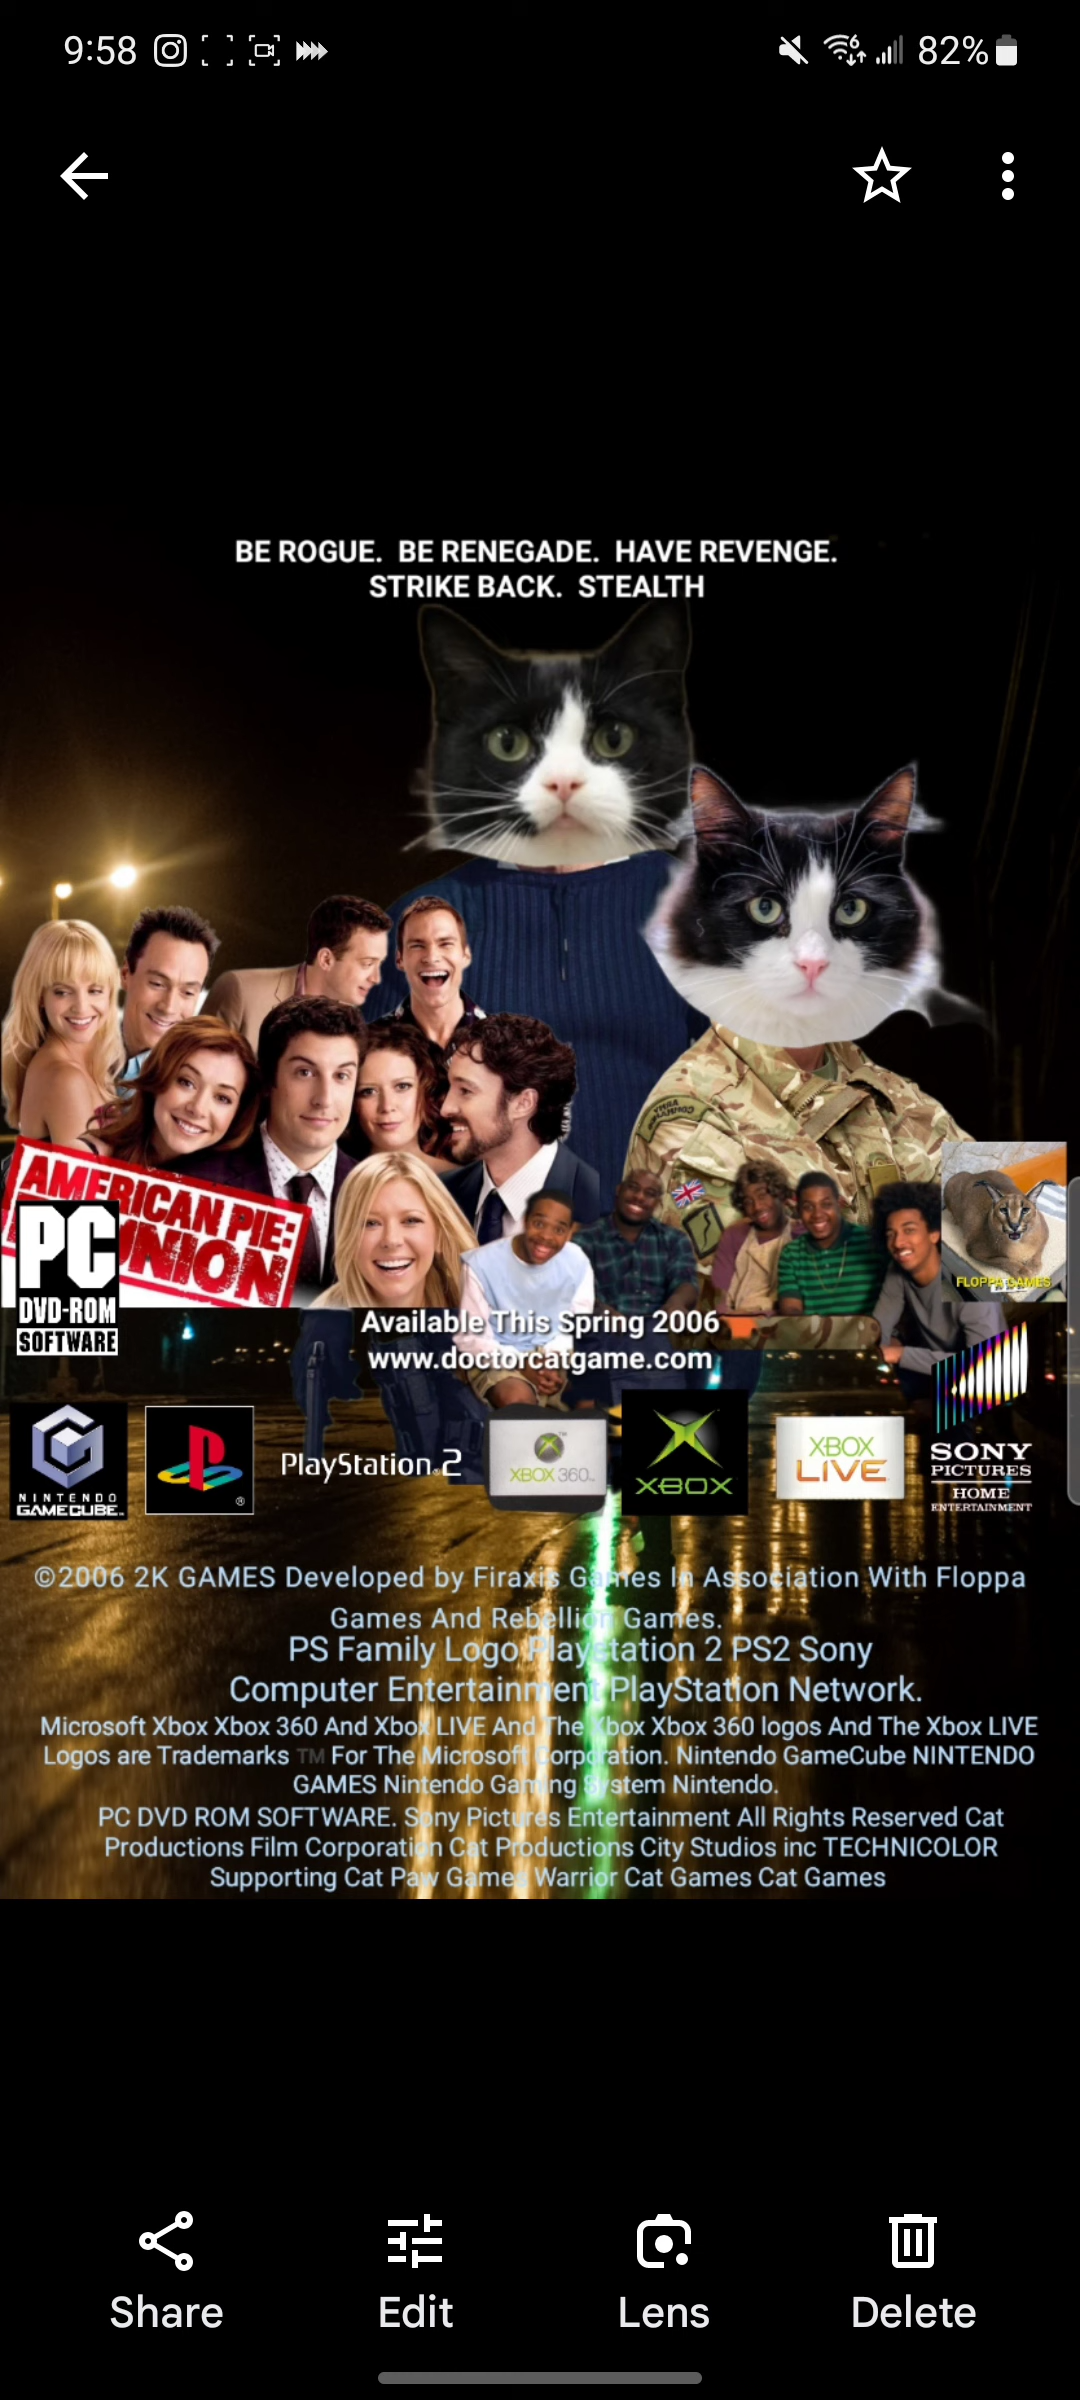 9:58
82%
BE ROGUE. BE RENEGADE. HAVE REVENGE.
STRIKE BACK. STEALTH
ARMY
COMMANDO
AMERICAN PIE:
UNION
PC
DVD-ROM
SOFTWARE
FLOPPA GAMES
Available This Spring 2006
www.doctorcatgame.com
NINTENDO
GAMECUBE™
®
PlayStation®2
XBOX 360™
XBOX
XBOX
LIVE
SONY
PICTURES
HOME
ENTERTAINMENT
©2006 2K GAMES Developed by Firaxis Games In Association With Floppa
Games And Rebellion Games.
PS Family Logo Playstation 2 PS2 Sony
Computer Entertainment PlayStation Network.
Microsoft Xbox Xbox 360 And Xbox LIVE And The Xbox Xbox 360 logos And The Xbox LIVE
Logos are Trademarks TM For The Microsoft Corporation. Nintendo GameCube NINTENDO
GAMES Nintendo Gaming System Nintendo.
PC DVD ROM SOFTWARE. Sony Pictures Entertainment All Rights Reserved Cat
Productions Film Corporation Cat Productions City Studios inc TECHNICOLOR
Supporting Cat Paw Games Warrior Cat Games Cat Games
Share
Edit
Lens
Delete